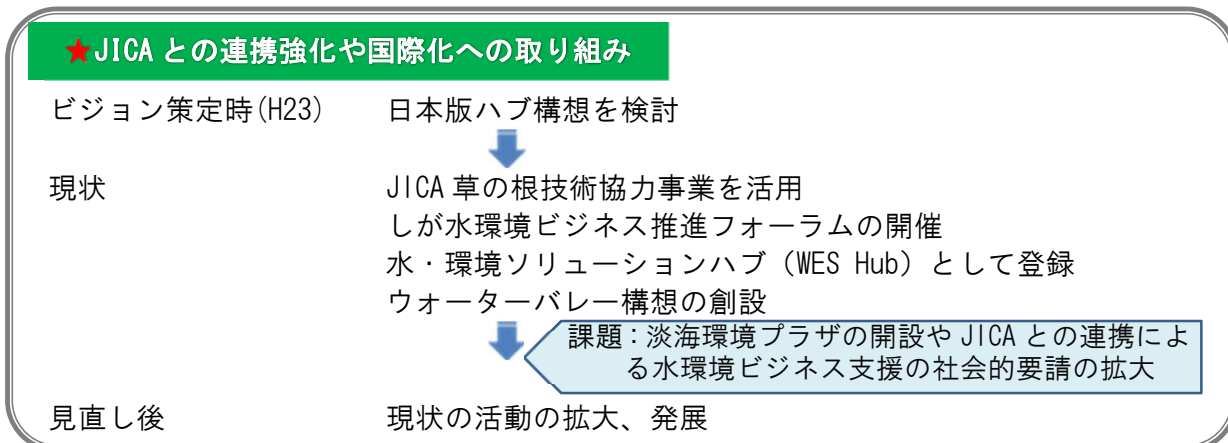 ★JICAとの連携強化や国際化への取り組み
ビジョン策定時(H23) 日本版ハブ構想を検討
現状 JICA草の根技術協力事業を活用
しが水環境ビジネス推進フォーラムの開催
水・環境ソリューションハブ（WES Hub）として登録
ウォーターバレー構想の創設
課題：淡海環境プラザの開設やJICAとの連携によ
る水環境ビジネス支援の社会的要請の拡大
見直し後 現状の活動の拡大、発展